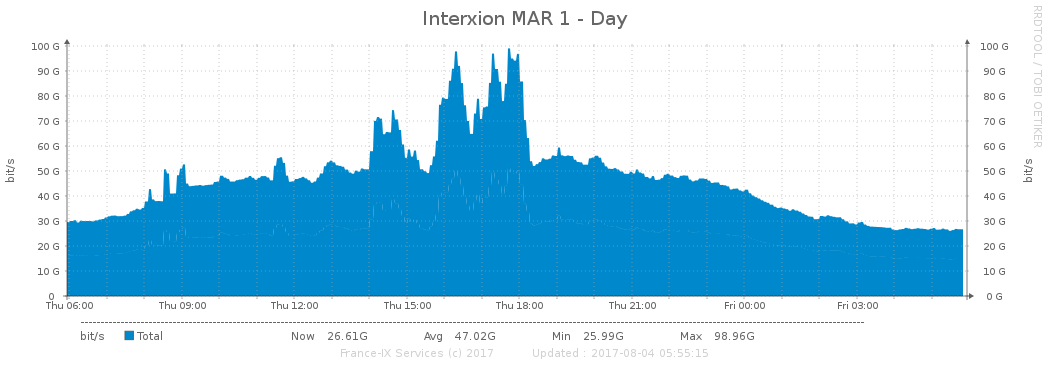 Interxion MAR 1 - Day
RRDTOOL / TOBI OETIKER
bit/s
100 G
90 G
80 G
70 G
60 G
50 G
40 G
30 G
20 G
10 G
0
100 G
90 G
80 G
70 G
60 G
50 G
40 G
30 G
20 G
10 G
0 G
bit/s
Thu 06:00 Thu 09:00 Thu 12:00 Thu 15:00 Thu 18:00 Thu 21:00 Fri 00:00 Fri 03:00
bit/s Total Now 26.61G Avg 47.02G Min 25.99G Max 98.96G
France-IX Services (c) 2017 Updated : 2017-08-04 05:55:15